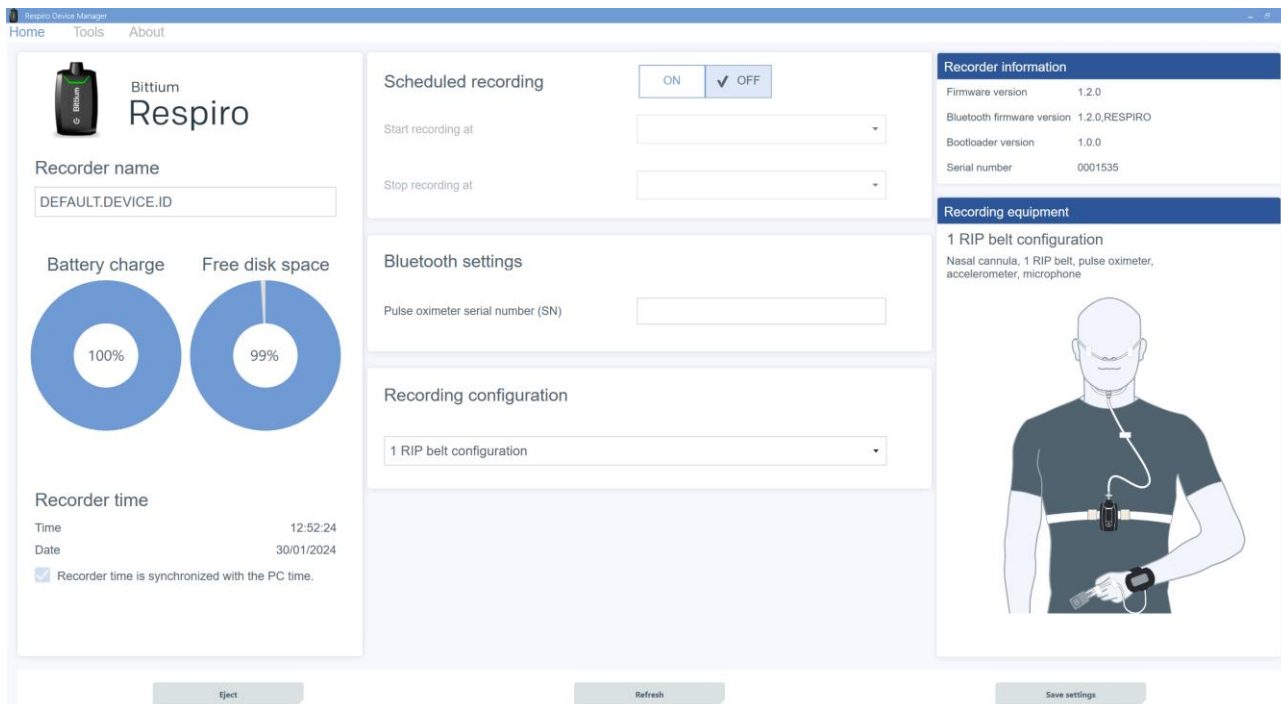 Respiro Device Manager
Home Tools About
Bittium
Bittium
Respiro
Recorder name
DEFAULT.DEVICE.ID
Battery charge Free disk space
100% 99%
Recorder time
Time 12:52:24
Date 30/01/2024
Recorder time is synchronized with the PC time.
Scheduled recording ON OFF
Start recording at
Stop recording at
Bluetooth settings
Pulse oximeter serial number (SN)
Recording configuration
1 RIP belt configuration
Recorder information
Firmware version 1.2.0
Bluetooth firmware version 1.2.0,RESPIRO
Bootloader version 1.0.0
Serial number 0001535
Recording equipment
1 RIP belt configuration
Nasal cannula, 1 RIP belt, pulse oximeter,
accelerometer, microphone
Eject Refresh Save settings